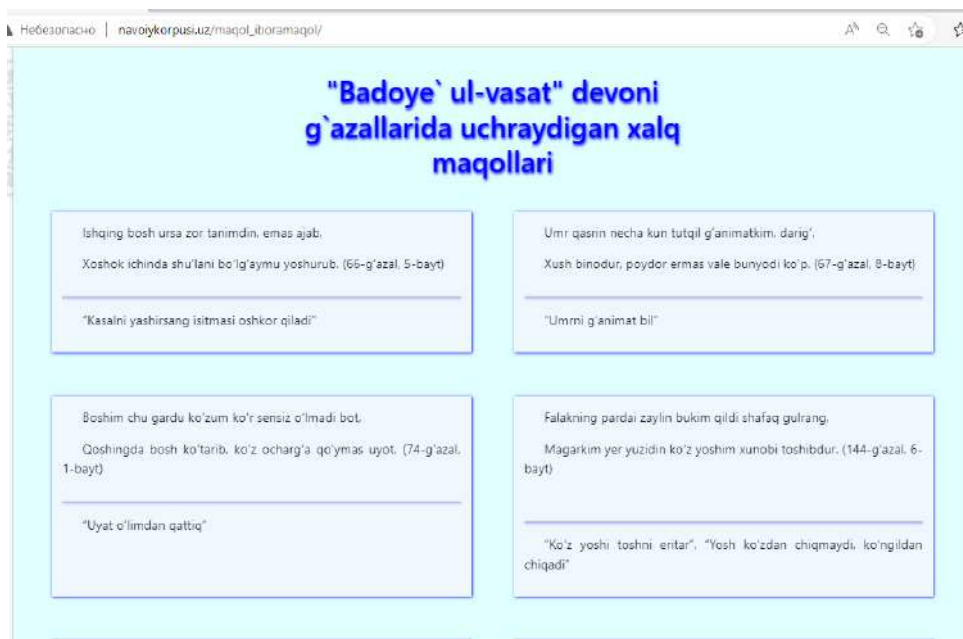 Небезопасно | navoiykorpusi.uz/maqol_iboramaqol/
"Badoye` ul-vasat" devoni
g`azallarida uchraydigan xalq
maqollari
Ishqing bosh ursa zor tanimdin, emas ajab,
Xoshok ichinda shu'lani bo'lg'aymu yoshurub. (66-g'azal, 5-bayt)
"Kasalni yashirsang isitmasi oshkor qiladi"
Umr qasrin necha kun tutqil g'animatkim, darig',
Xush binodur, poydor ermas vale bunyodi ko'p. (67-g'azal, 8-bayt)
"Umrni g'animat bil"
Boshim chu gardu ko'zum ko'r sensiz o'lmadi bot,
Qoshingda bosh ko'tarib, ko'z ocharg'a qo'ymas uyot. (74-g'azal,
1-bayt)
"Uyat o'limdan qattiq"
Falakning pardai zaylin bukim qildi shafaq gulrang,
Magarkim yer yuzidin ko'z yoshim xunobi toshibdur. (144-g'azal, 6-
bayt)
"Ko'z yoshi toshni eritar", "Yosh ko'zdan chiqmaydi, ko'ngildan
chiqadi"